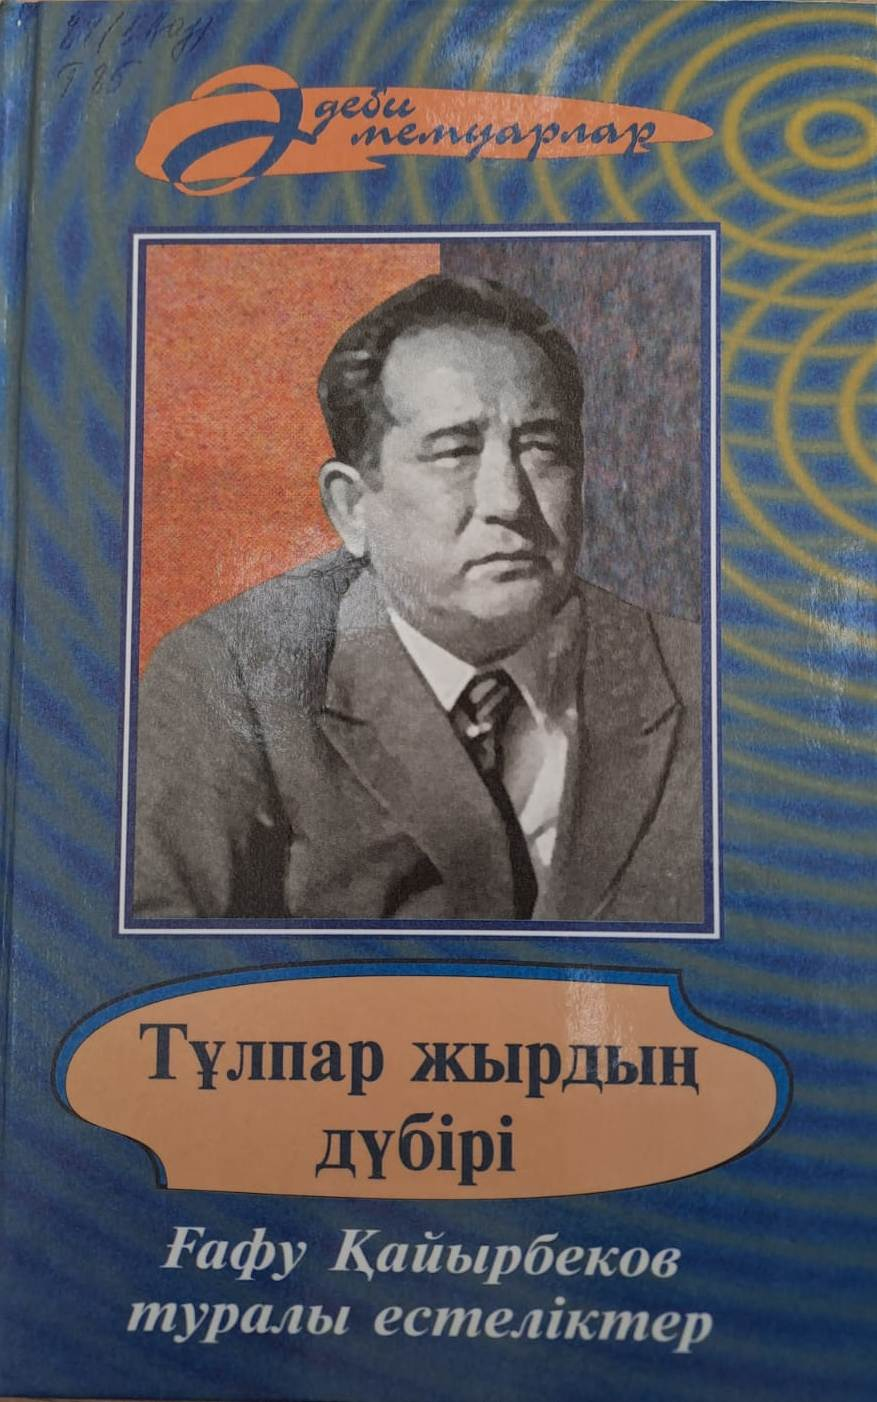 Әдеби
мемуарлар
Тұлпар жырдың
дүбірі
Ғафу Қайырбеков
туралы естеліктер